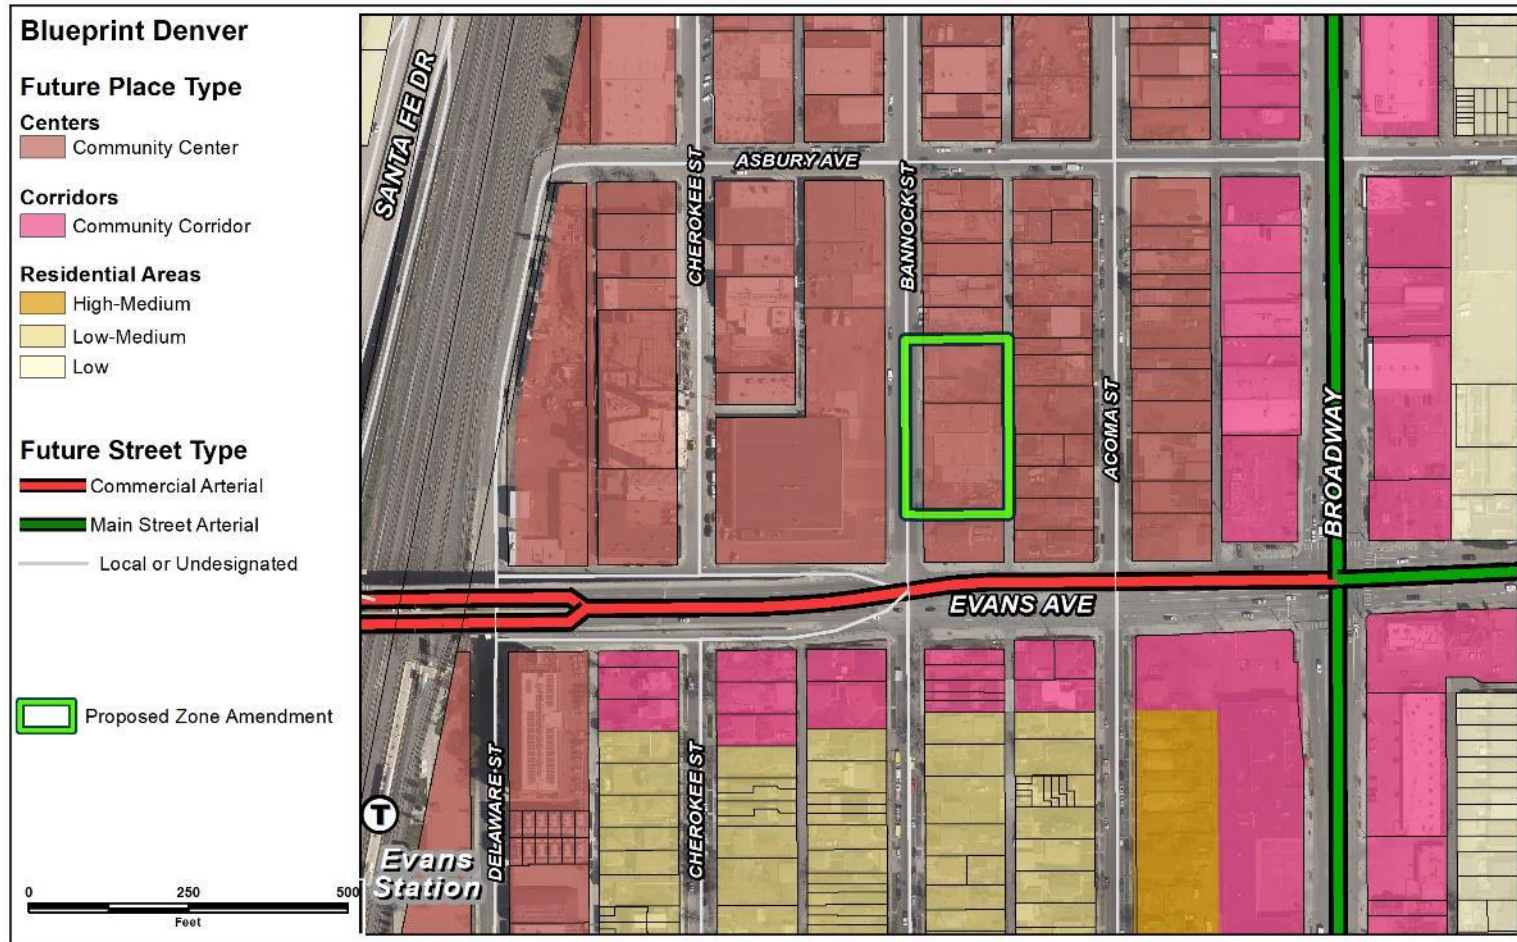 Blueprint Denver
Future Place Type
Centers
Community Center
Corridors
Community Corridor
Residential Areas
High-Medium
Low-Medium
Low
Future Street Type
Commercial Arterial
Main Street Arterial
Local or Undesignated
Proposed Zone Amendment
0 250 500
Feet
SANTA FE DR
CHEROKEE ST
ASBURY AVE
BANNOCK ST
ACOMA ST
BROADWAY
EVANS AVE
DELAWARE ST
CHEROKEE ST
T
Evans
Station